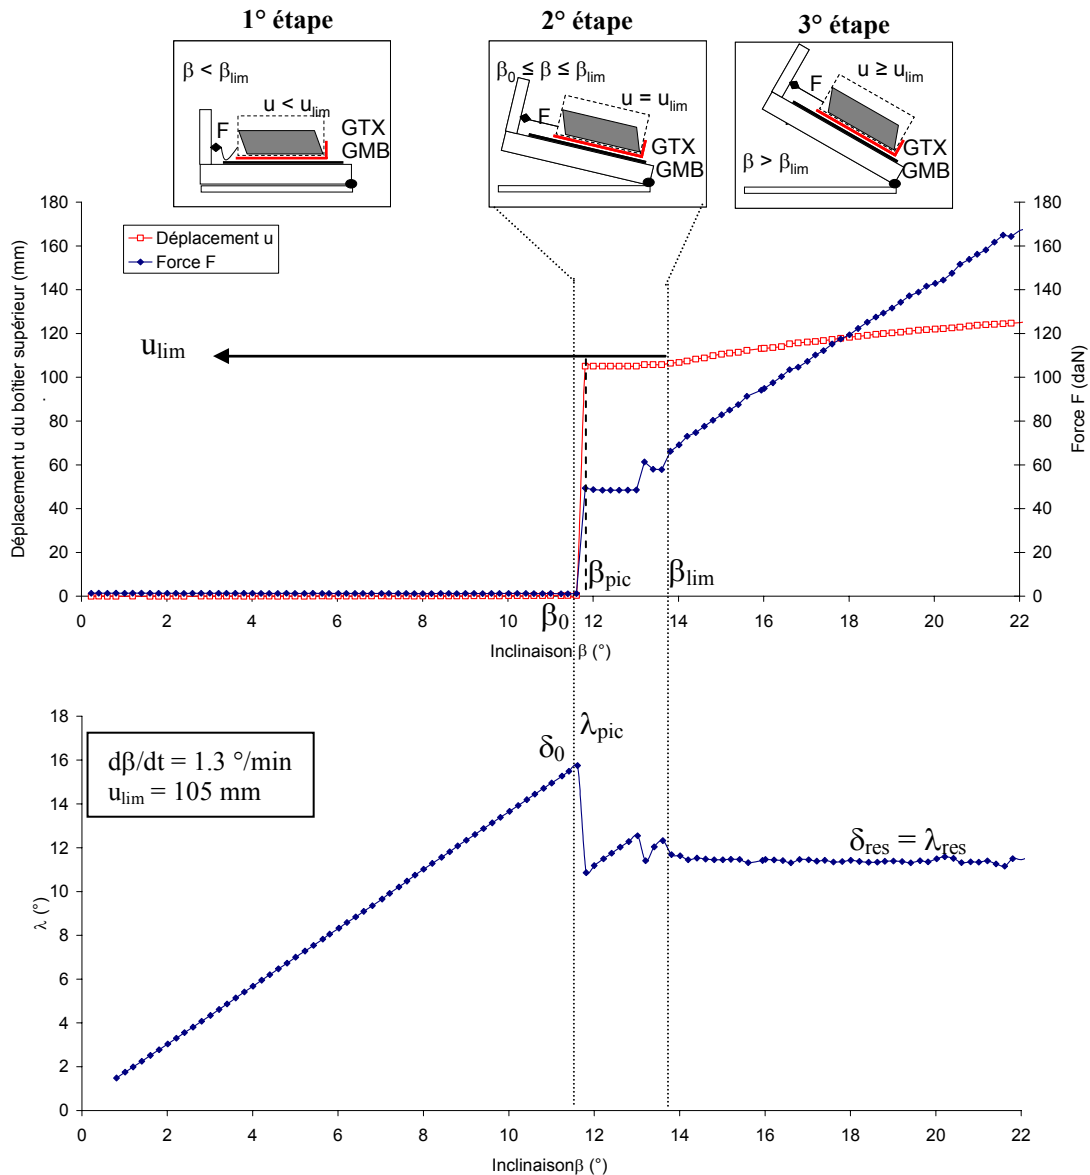 1° étape
2° étape
3° étape
β < βlim
u < ulim
F
GTX
GMB
β0 ≤ β ≤ βlim
u = ulim
F
GTX
GMB
u ≥ ulim
F
GTX
GMB
β > βlim
Déplacement u
Force F
Déplacement u du boîtier supérieur (mm)
180
160
140
120
100
80
60
40
20
0
Force F (daN)
180
160
140
120
100
80
60
40
20
0
ulim
βpic
βlim
β0
0 2 4 6 8 10 12 14 16 18 20 22
Inclinaison β (°)
λ (°)
18
16
14
12
10
8
6
4
2
0
dβ/dt = 1.3 °/min
ulim = 105 mm
δ0
λpic
δres = λres
0 2 4 6 8 10 12 14 16 18 20 22
Inclinaisonβ (°)